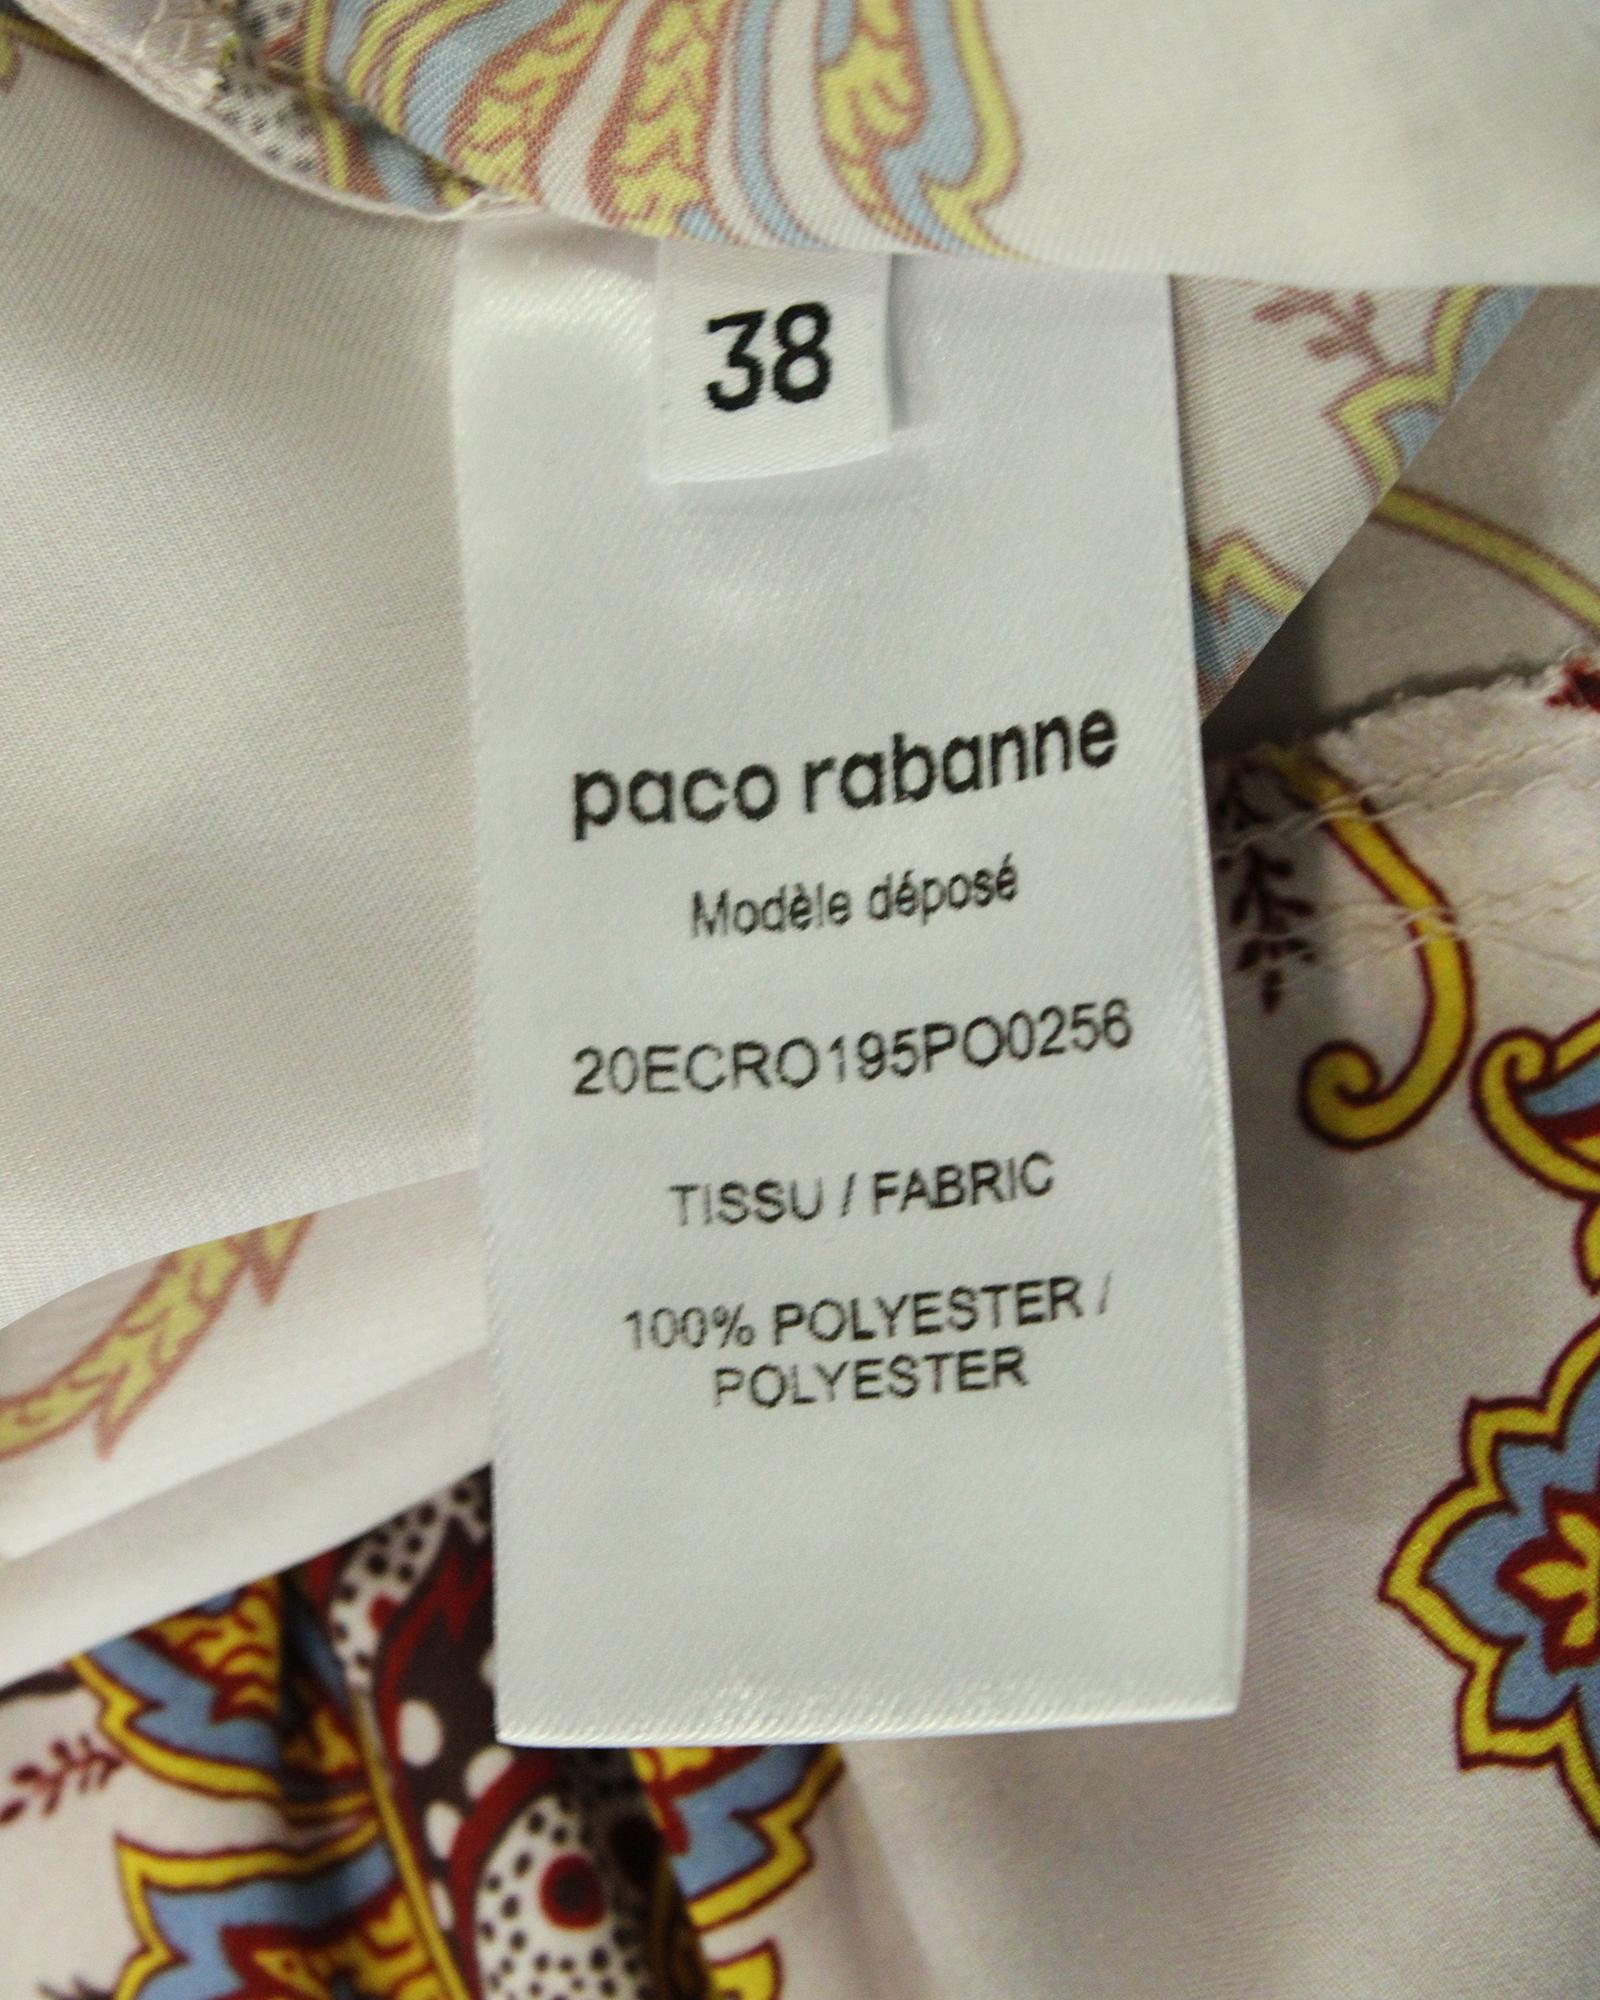 38
paco rabanne
Modèle déposé
20ECRO195PO0256
TISSU / FABRIC
100% POLYESTER /
POLYESTER